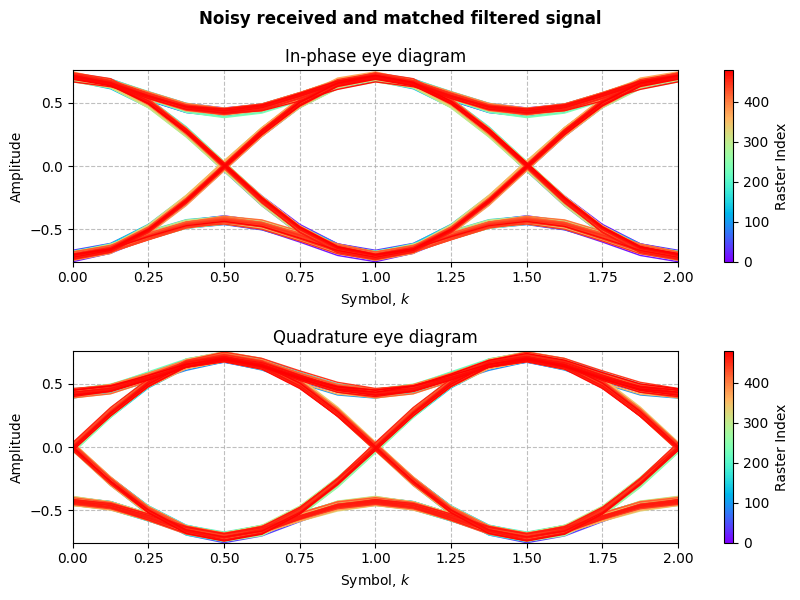 Noisy received and matched filtered signal
In-phase eye diagram
0.5
0.0
−0.5
Amplitude
0.00 0.25 0.50 0.75 1.00 1.25 1.50 1.75 2.00
Symbol, k
400
300
200
100
0
Raster Index
Quadrature eye diagram
0.5
0.0
−0.5
Amplitude
0.00 0.25 0.50 0.75 1.00 1.25 1.50 1.75 2.00
Symbol, k
400
300
200
100
0
Raster Index